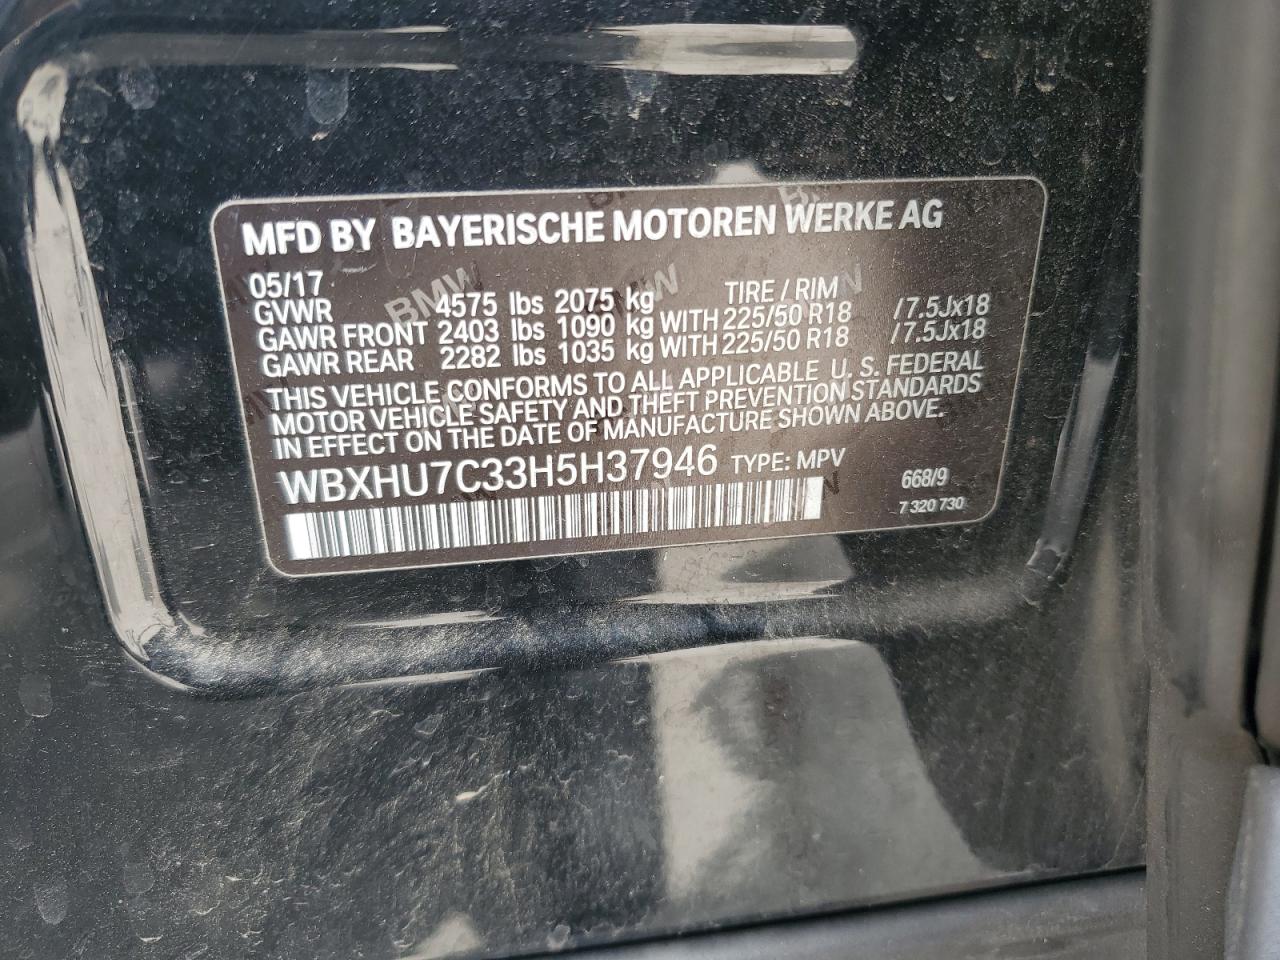 MFD BY BAYERISCHE MOTOREN WERKE AG
05/17 TIRE / RIM
GVWR 4575 lbs 2075 kg
GAWR FRONT 2403 lbs 1090 kg WITH 225/50 R18 /7.5Jx18
GAWR REAR 2282 lbs 1035 kg WITH 225/50 R18 /7.5Jx18
THIS VEHICLE CONFORMS TO ALL APPLICABLE U. S. FEDERAL
MOTOR VEHICLE SAFETY AND THEFT PREVENTION STANDARDS
IN EFFECT ON THE DATE OF MANUFACTURE SHOWN ABOVE.
WBXHU7C33H5H37946 TYPE: MPV
668/9
7 320 730